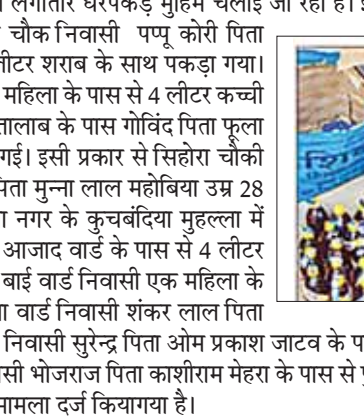 लगातार धरपकड़ मुहिम चलाई जा रही है।
चौक निवासी पप्पू कोरी पिता
लीटर शराब के साथ पकड़ा गया।
महिला के पास से 4 लीटर कच्ची
तालाब के पास गोविंद पिता फूला
गई। इसी प्रकार से सिहोरा चौकी
पिता मुन्ना लाल महोबिया उम्र 28
नगर के कुचबंदिया मुहल्ला में
आजाद वार्ड के पास से 4 लीटर
बाई वार्ड निवासी एक महिला के
वार्ड निवासी शंकर लाल पिता
निवासी सुरेन्द्र पिता ओम प्रकाश जाटव के
भोजराज पिता काशीराम मेहरा के पास से
मामला दर्ज कियागया है।